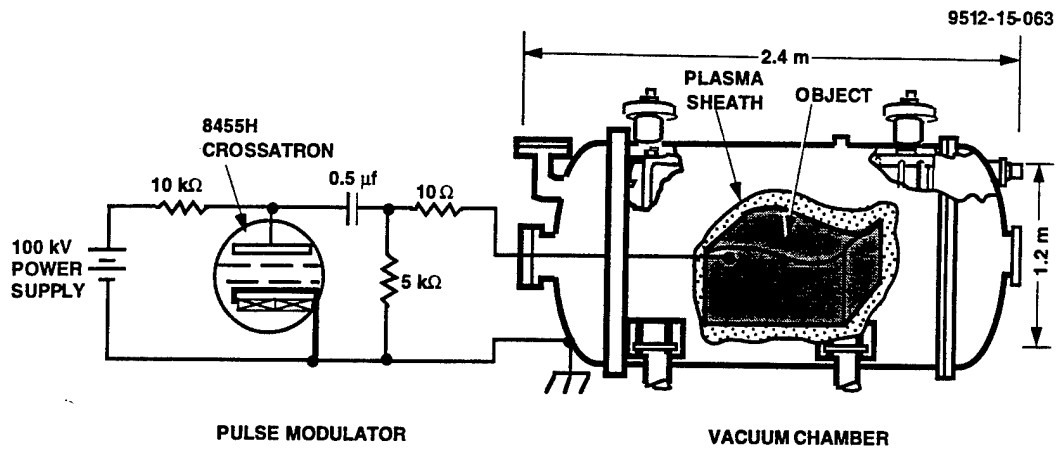 9512-15-063
2.4 m
PLASMA
SHEATH
OBJECT
8455H
CROSSATRON
10 kΩ
0.5 μf
10 Ω
100 kV
POWER
SUPPLY
5 kΩ
1.2 m
PULSE MODULATOR
VACUUM CHAMBER